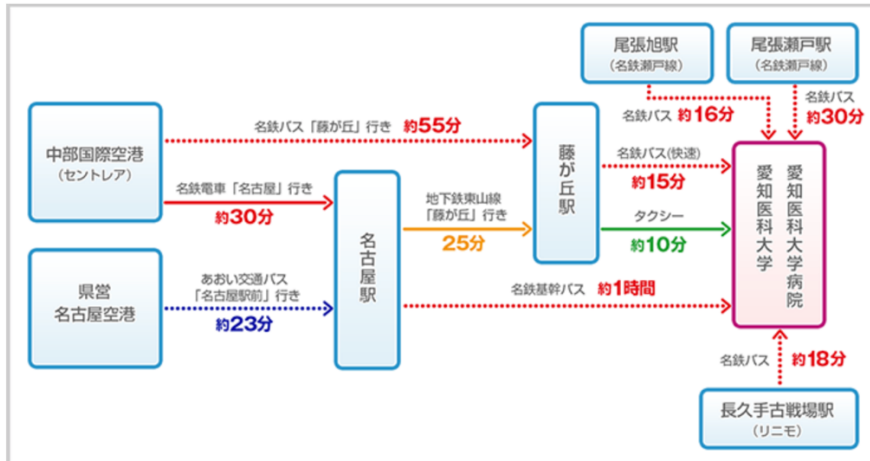 尾張旭駅
(名鉄瀬戸線)
尾張瀬戸駅
(名鉄瀬戸線)
名鉄バス 約16分
名鉄バス
約30分
中部国際空港
(セントレア)
名鉄バス「藤が丘」行き 約55分
名鉄電車「名古屋」行き
約30分
県営
名古屋空港
あおい交通バス
「名古屋駅前」行き
約23分
名古屋駅
地下鉄東山線
「藤が丘」行き
25分
藤が丘駅
名鉄バス(快速)
約15分
タクシー
約10分
名鉄基幹バス 約1時間
愛知医科大学病院
愛知医科大学
名鉄バス 約18分
長久手古戦場駅
(リニモ)